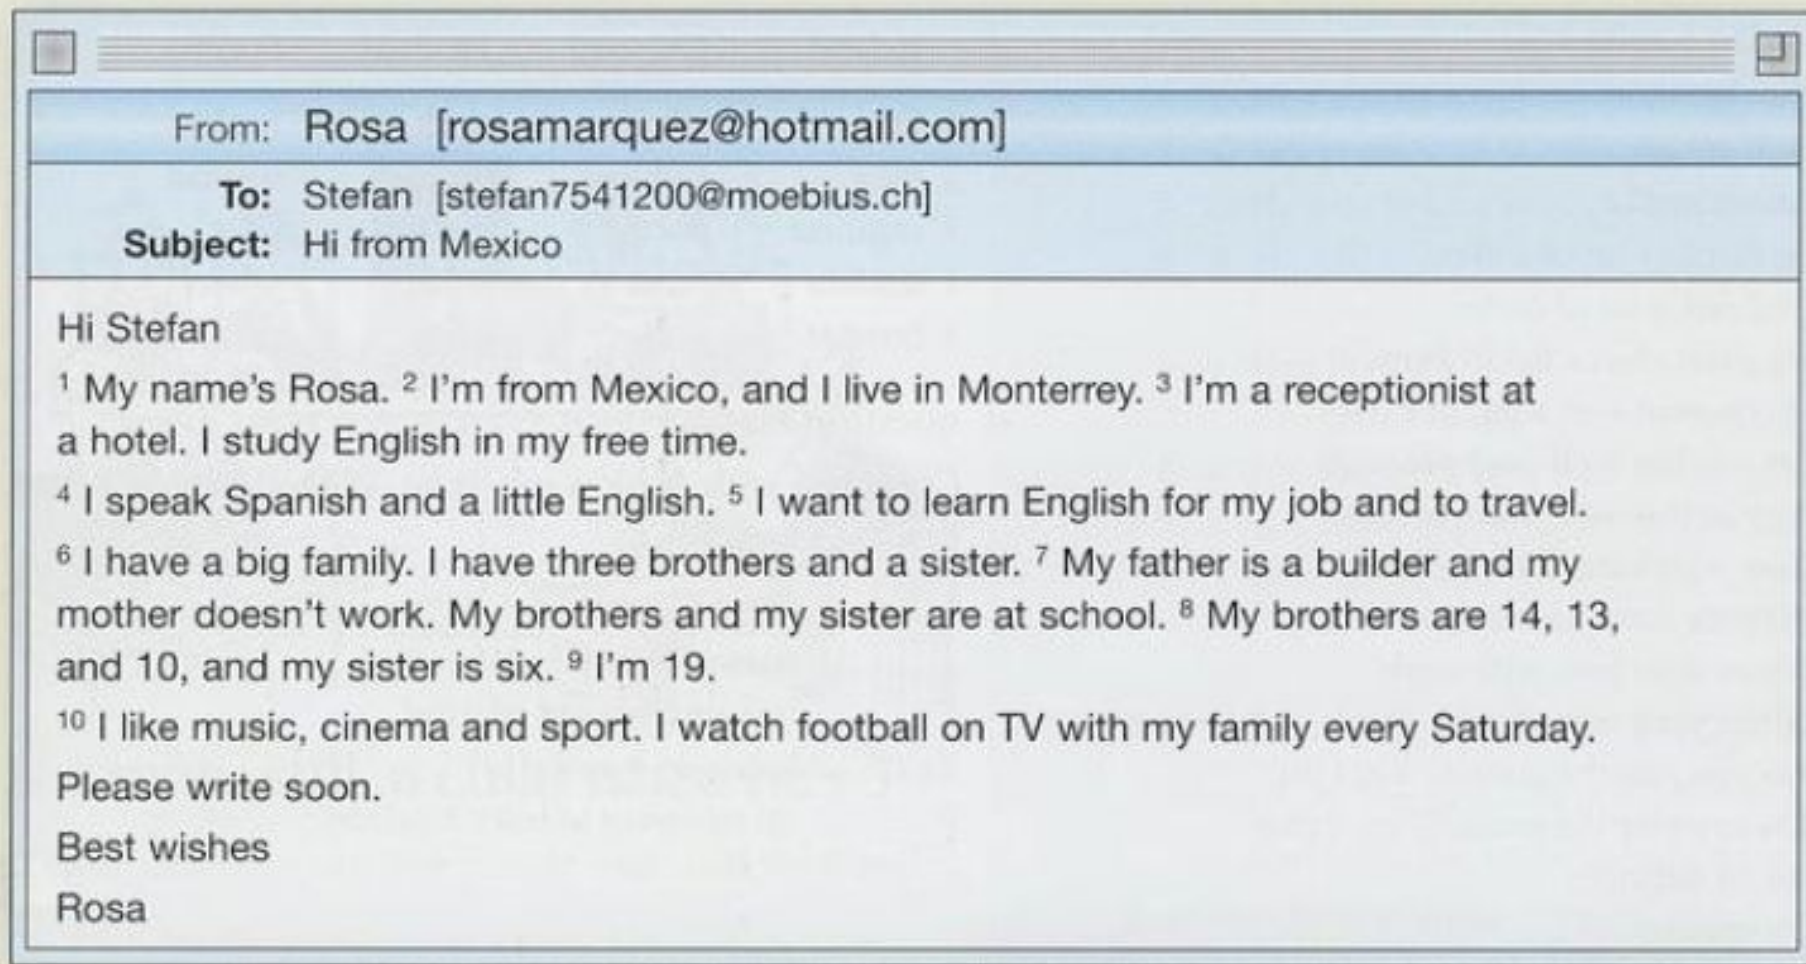 From: Rosa [rosamarquez@hotmail.com]
To: Stefan [stefan7541200@moebius.ch]
Subject: Hi from Mexico
Hi Stefan
1 My name's Rosa. 2 I'm from Mexico, and I live in Monterrey. 3 I'm a receptionist at
a hotel. I study English in my free time.
4 I speak Spanish and a little English. 5 I want to learn English for my job and to travel.
6 I have a big family. I have three brothers and a sister. 7 My father is a builder and my
mother doesn't work. My brothers and my sister are at school. 8 My brothers are 14, 13,
and 10, and my sister is six. 9 I'm 19.
10 I like music, cinema and sport. I watch football on TV with my family every Saturday.
Please write soon.
Best wishes
Rosa